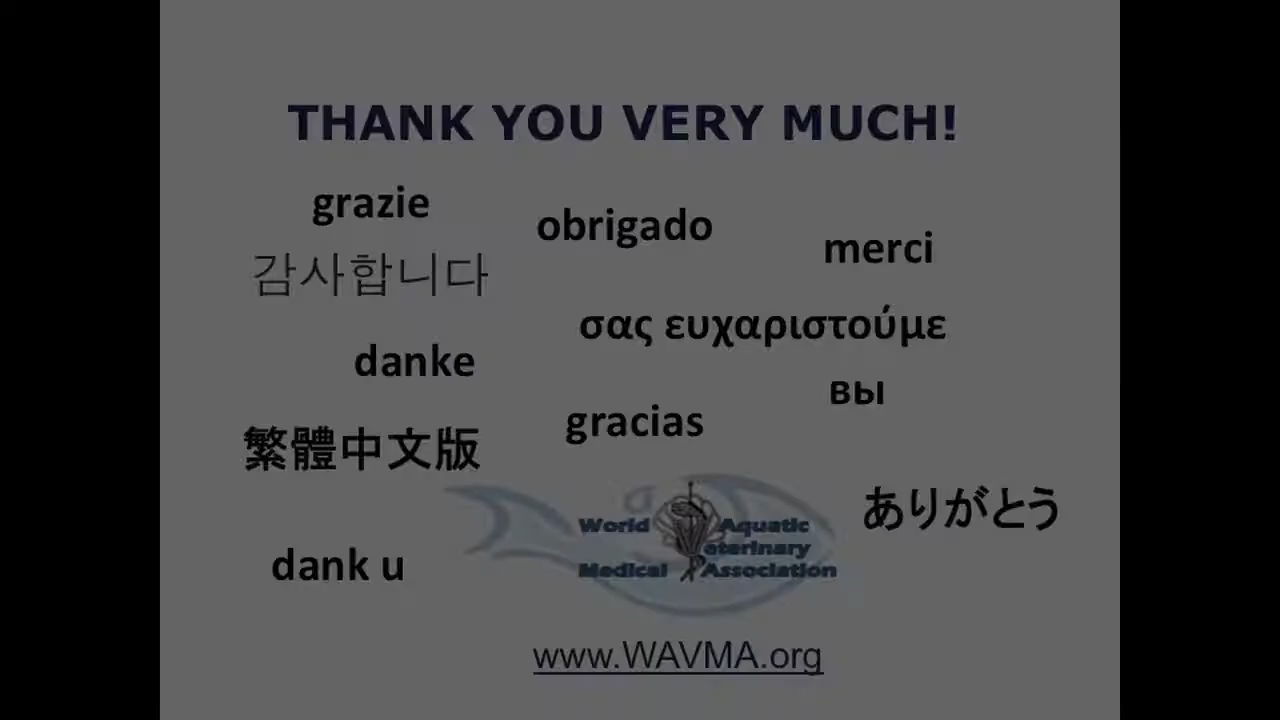 THANK YOU VERY MUCH!
grazie
obrigado
merci
감사합니다
σας ευχαριστούμε
danke
вы
gracias
繁體中文版
ありがとう
World Aquatic
Veterinary
Medical Association
dank u
www.WAVMA.org